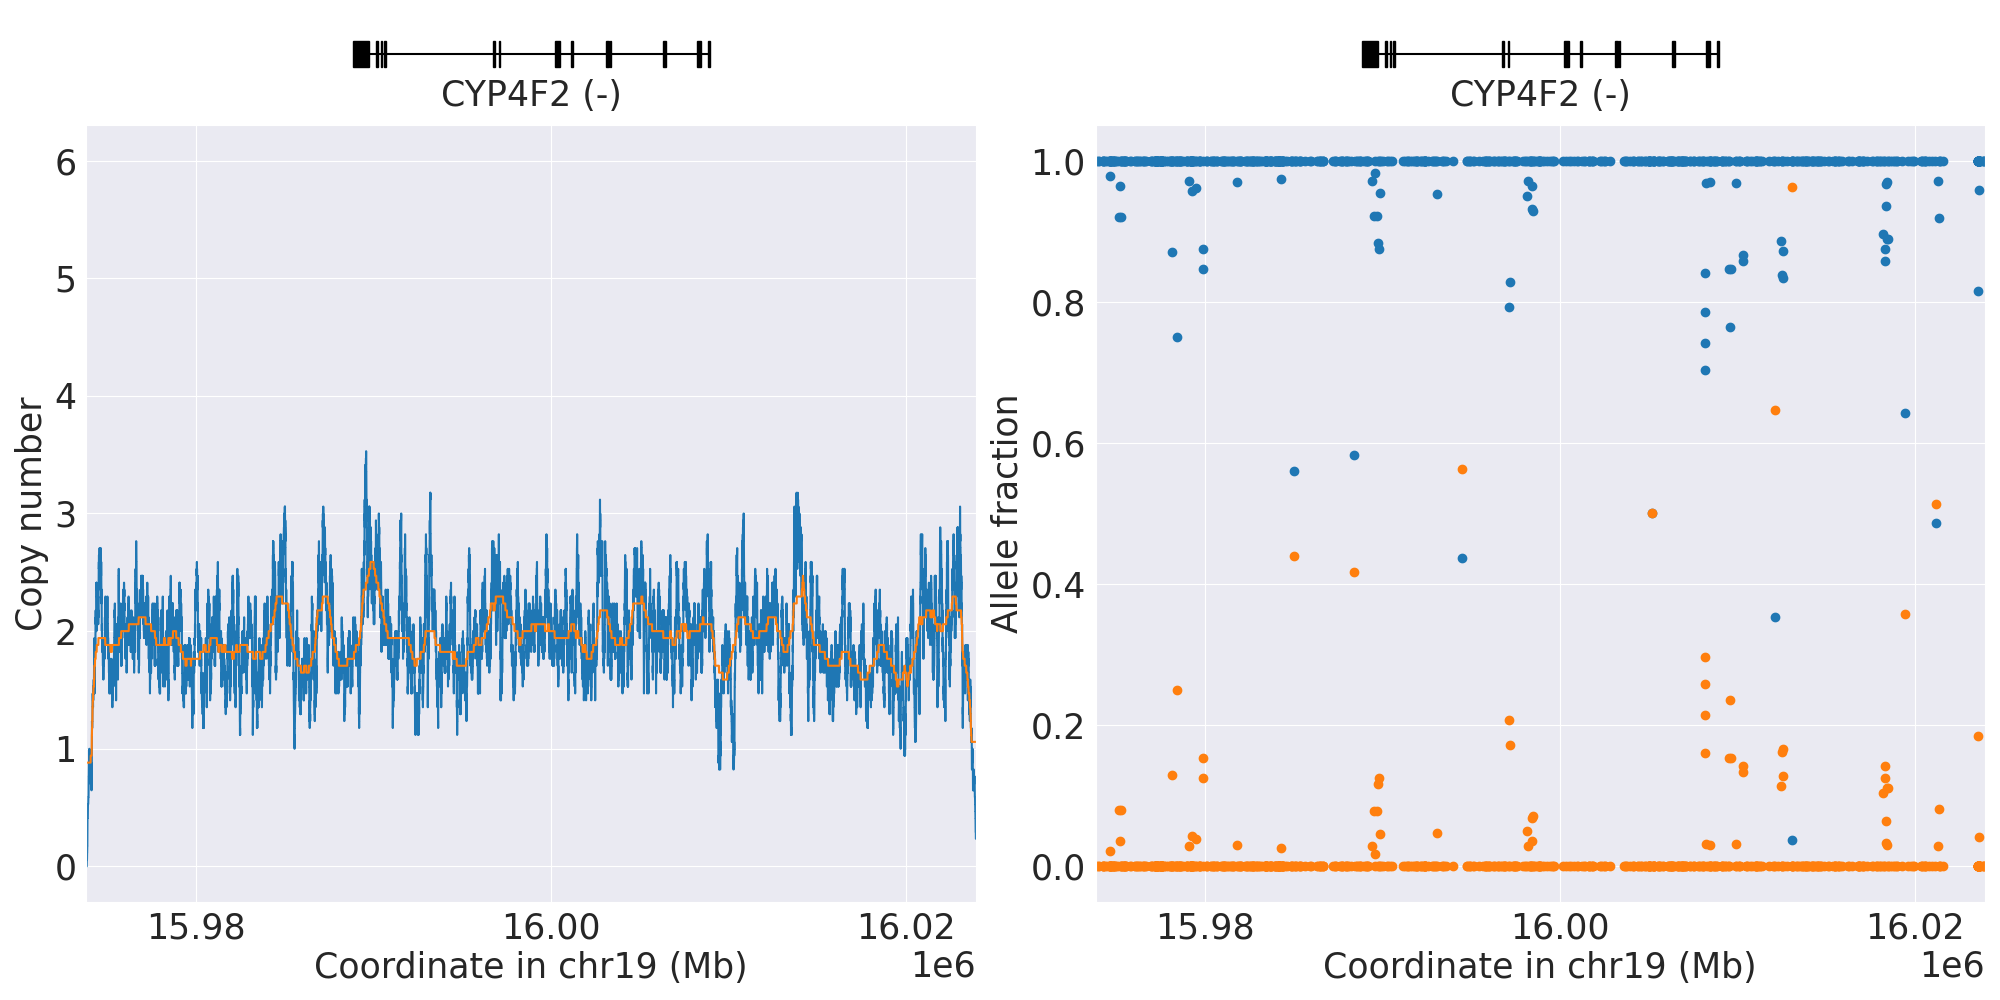 CYP4F2 (-)
CYP4F2 (-)
Copy number
6
5
4
3
2
1
0
15.98
16.00
16.02
Coordinate in chr19 (Mb)
1e6
Allele fraction
1.0
0.8
0.6
0.4
0.2
0.0
15.98
16.00
16.02
Coordinate in chr19 (Mb)
1e6